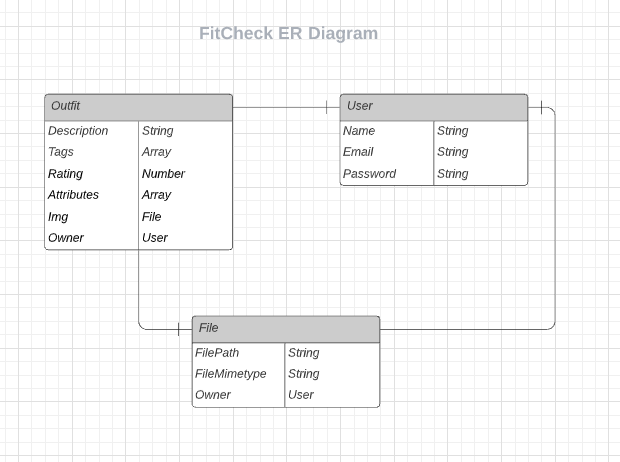 FitCheck ER Diagram
Outfit
Description String
Tags Array
Rating Number
Attributes Array
Img File
Owner User
User
Name String
Email String
Password String
File
FilePath String
FileMimetype String
Owner User